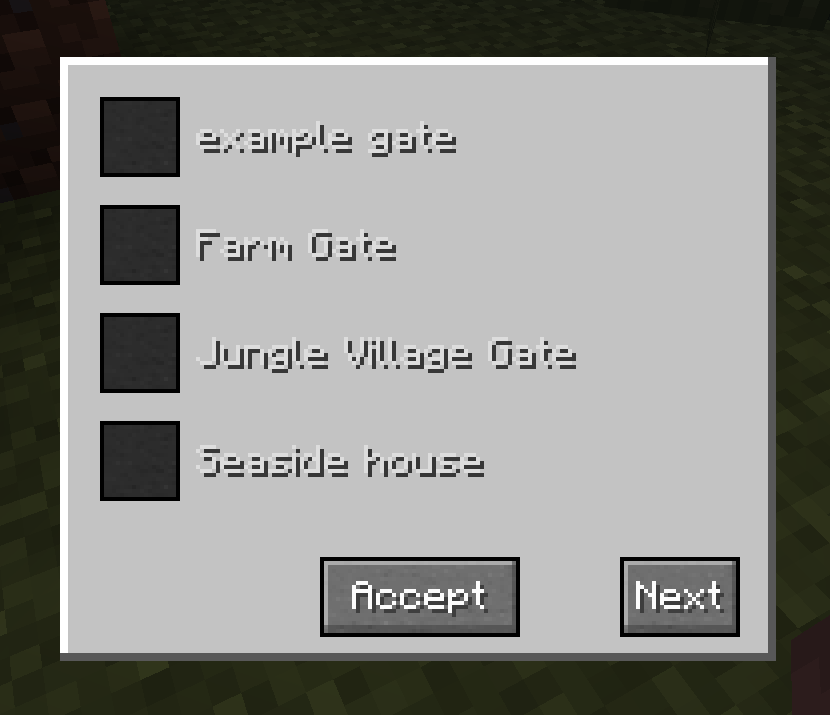 example gate
Farm Gate
Jungle Village Gate
Seaside house
Accept Next